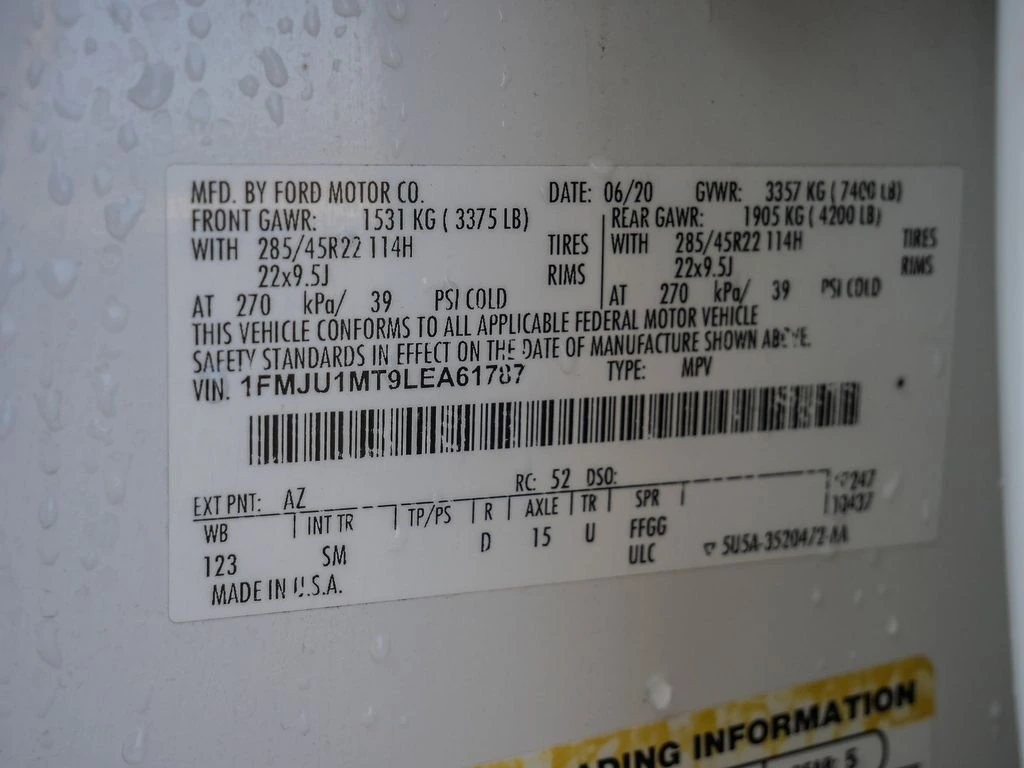 MFD. BY FORD MOTOR CO. DATE: 06/20 GVWR: 3357 KG ( 7400 LB)
FRONT GAWR: 1531 KG ( 3375 LB) REAR GAWR: 1905 KG ( 4200 LB)
WITH 285/45R22 114H TIRES WITH 285/45R22 114H TIRES
22x9.5J RIMS 22x9.5J RIMS
AT 270 kPa/ 39 PSI COLD AT 270 kPa/ 39 PSI COLD
THIS VEHICLE CONFORMS TO ALL APPLICABLE FEDERAL MOTOR VEHICLE
SAFETY STANDARDS IN EFFECT ON THE DATE OF MANUFACTURE SHOWN ABOVE.
VIN. 1FMJU1MT9LEA61787 TYPE: MPV
EXT PNT: AZ RC: 52 DSO:
WB INT TR TP/PS R AXLE TR SPR
123 SM D 15 U FFGG
ULC
10437
MADE IN U.S.A.
ADING INFORMATION
5